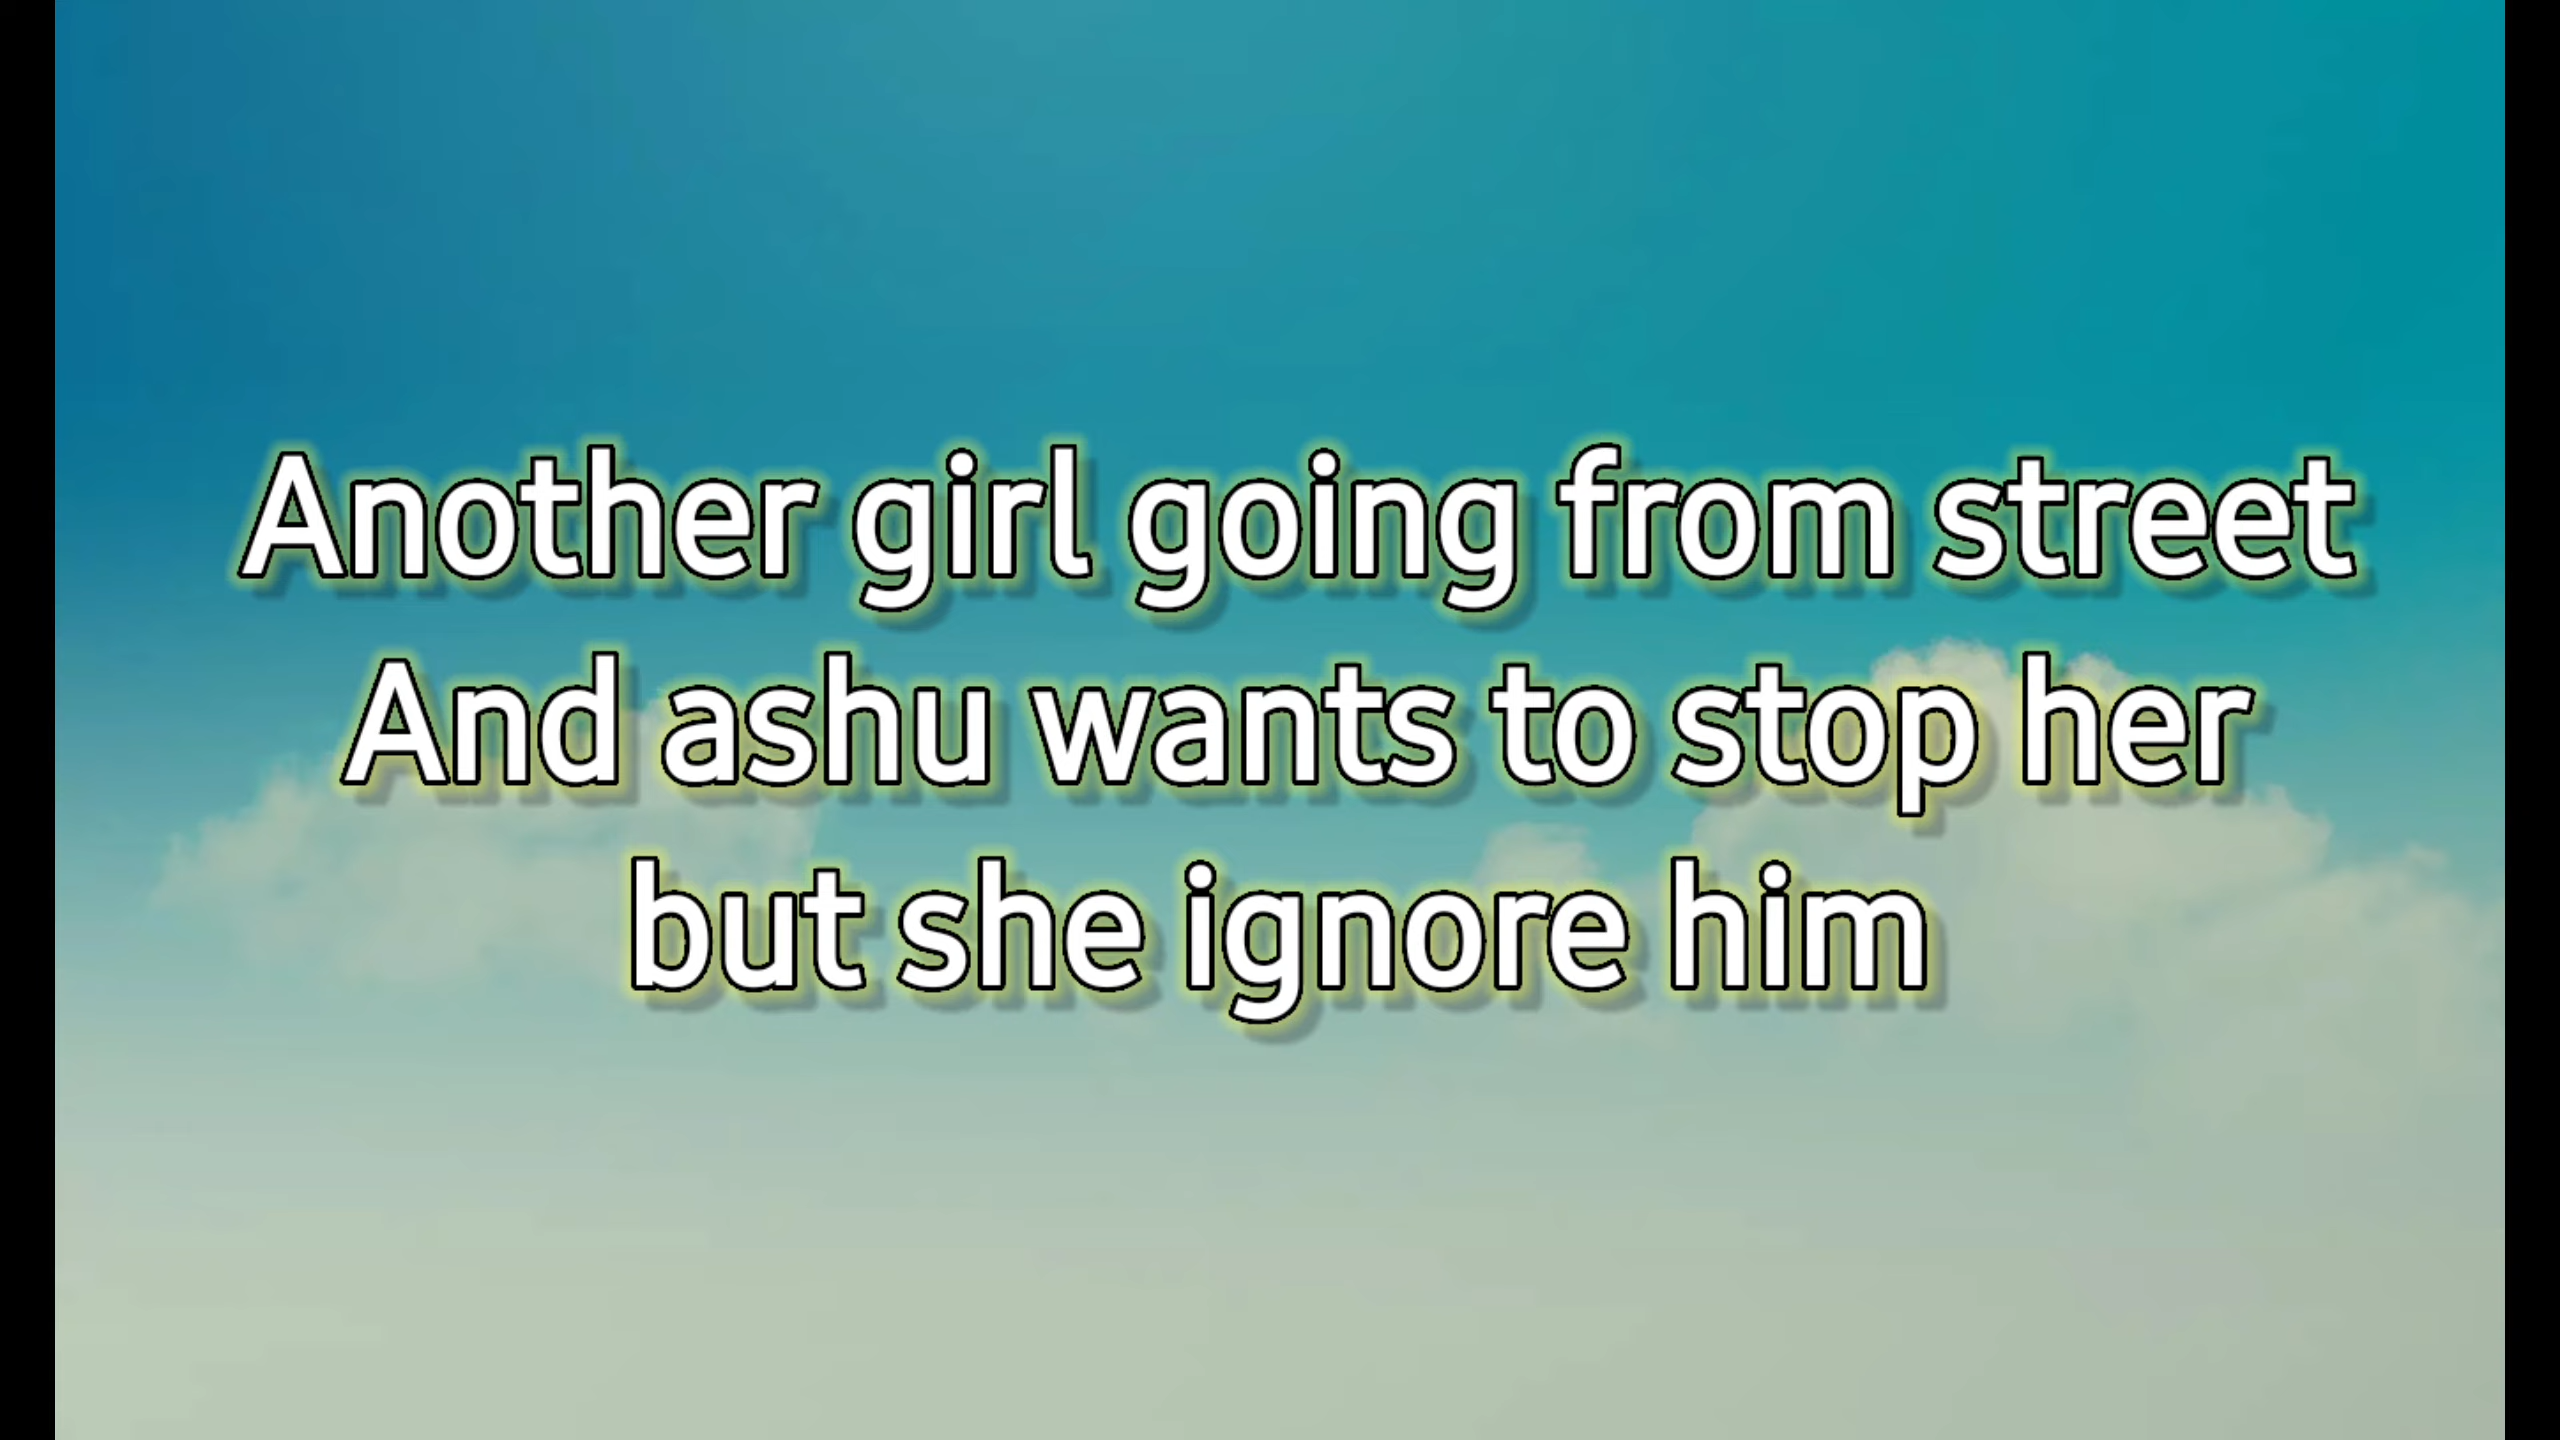 Another girl going from street
And ashu wants to stop her
but she ignore him